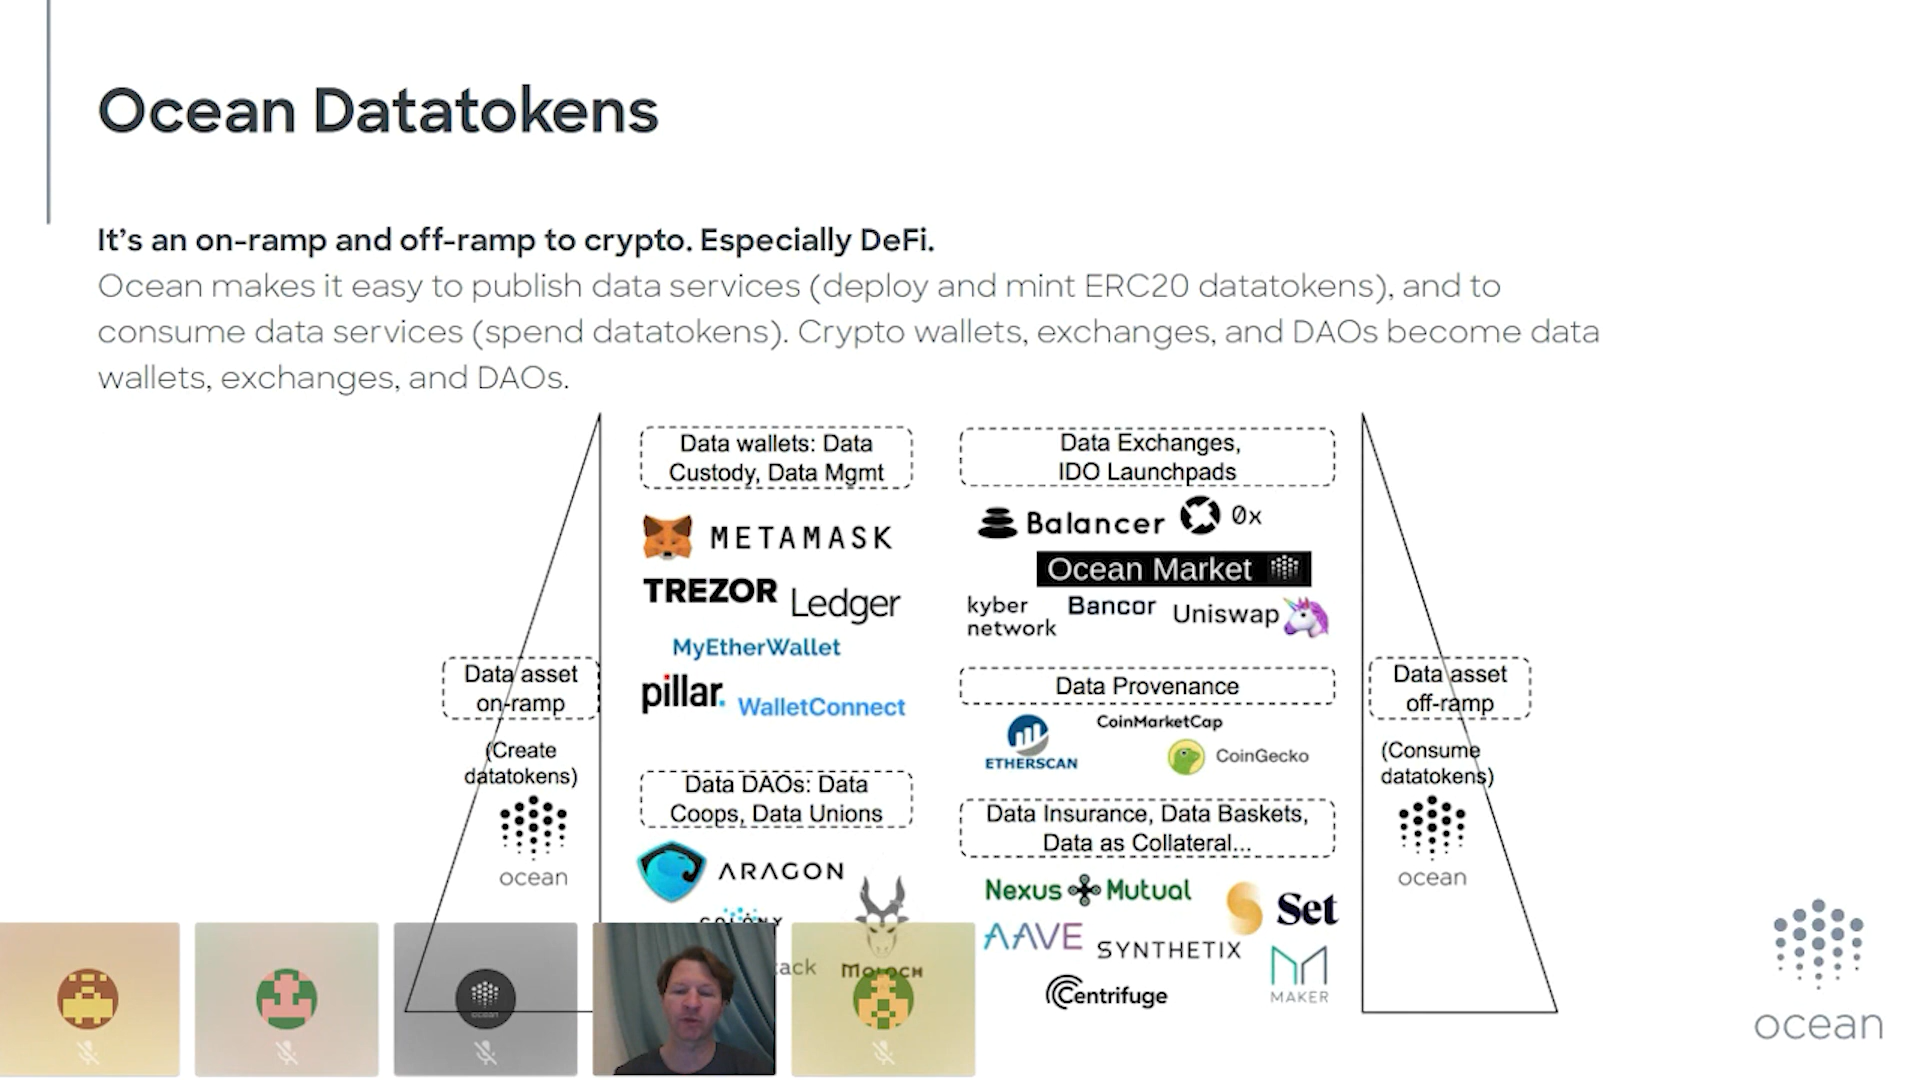 Ocean Datatokens
It's an on-ramp and off-ramp to crypto. Especially DeFi.
Ocean makes it easy to publish data services (deploy and mint ERC20 datatokens), and to
consume data services (spend datatokens). Crypto wallets, exchanges, and DAOs become data
wallets, exchanges, and DAOs.
Data asset
on-ramp
(Create
datatokens)
ocean
Data wallets: Data
Custody, Data Mgmt
METAMASK
TREZOR
Ledger
MyEtherWallet
pillar.
WalletConnect
Data DAOs: Data
Coops, Data Unions
ARAGON
COLONY
MOLOCH
Data Exchanges,
IDO Launchpads
Balancer
0x
Ocean Market
kyber
network
Bancor
Uniswap
Data Provenance
ETHERSCAN
CoinMarketCap
CoinGecko
Data Insurance, Data Baskets,
Data as Collateral...
Nexus Mutual
Set
AAVE
SYNTHETIX
Centrifuge
MAKER
Data asset
off-ramp
(Consume
datatokens)
ocean
ocean
ocean